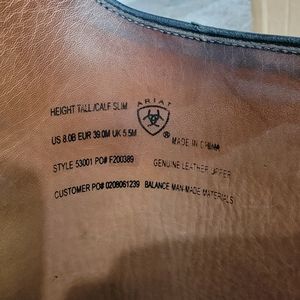 HEIGHT TALL/CALF SLIM
ARIAT
US 8.0B EUR 39.0M UK 5.5M
®
MADE IN CHINA
STYLE 53001 PO# F200389
GENUINE LEATHER UPPER
CUSTOMER PO# 0208061239
BALANCE MAN-MADE MATERIALS